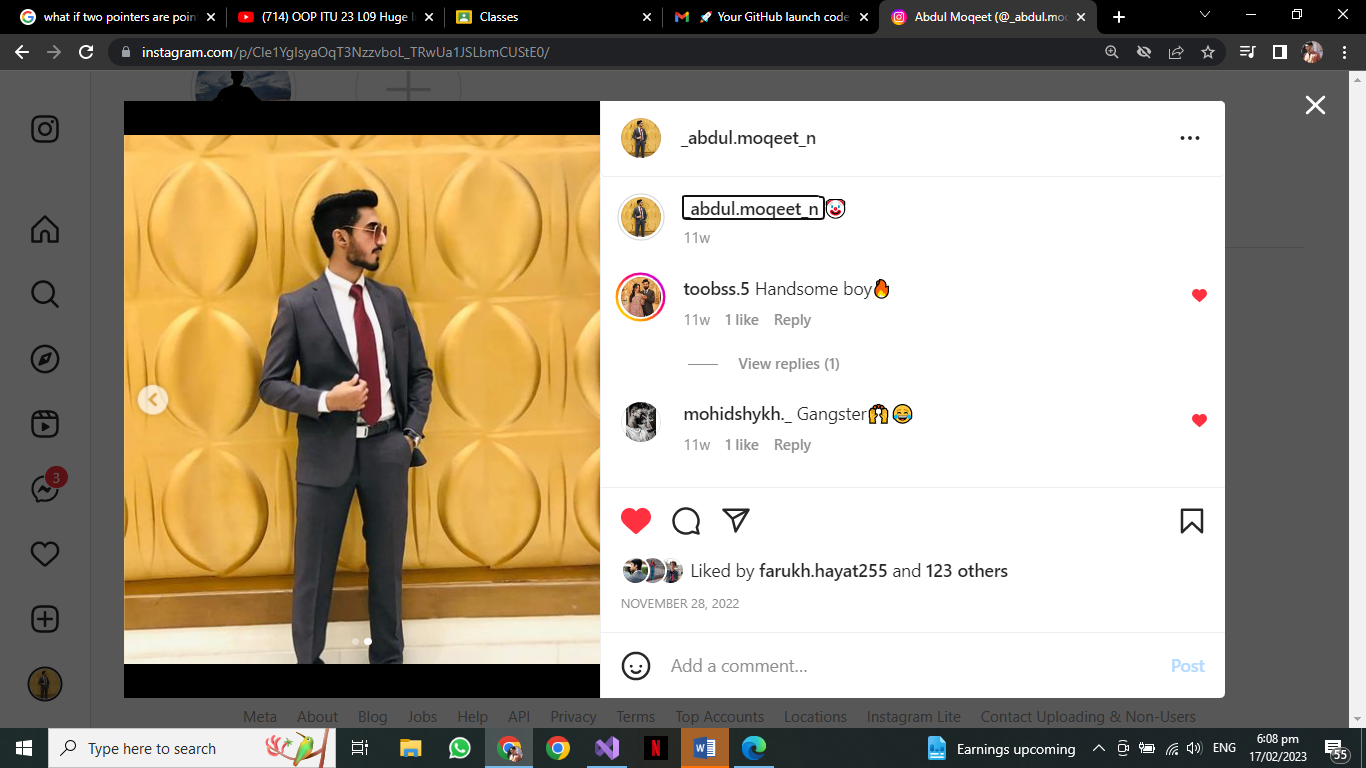 what if two pointers are poin
(714) OOP ITU 23 L09 Huge I
Classes
🚀 Your GitHub launch code
Abdul Moqeet (@_abdul.moq
instagram.com/p/Cle1YglsyaOqT3NzzvboL_TRwUa1JSLbmCUStE0/
_abdul.moqeet_n
_abdul.moqeet_n🤡
11w
toobss.5 Handsome boy🔥
11w 1 like Reply
View replies (1)
mohidshykh._ Gangster🙌😂
11w 1 like Reply
3
Liked by farukh.hayat255 and 123 others
NOVEMBER 28, 2022
Add a comment...
Post
Meta About Blog Jobs Help API Privacy Terms Top Accounts Locations Instagram Lite Contact Uploading & Non-Users
Type here to search
Earnings upcoming
ENG
6:08 pm
17/02/2023
55